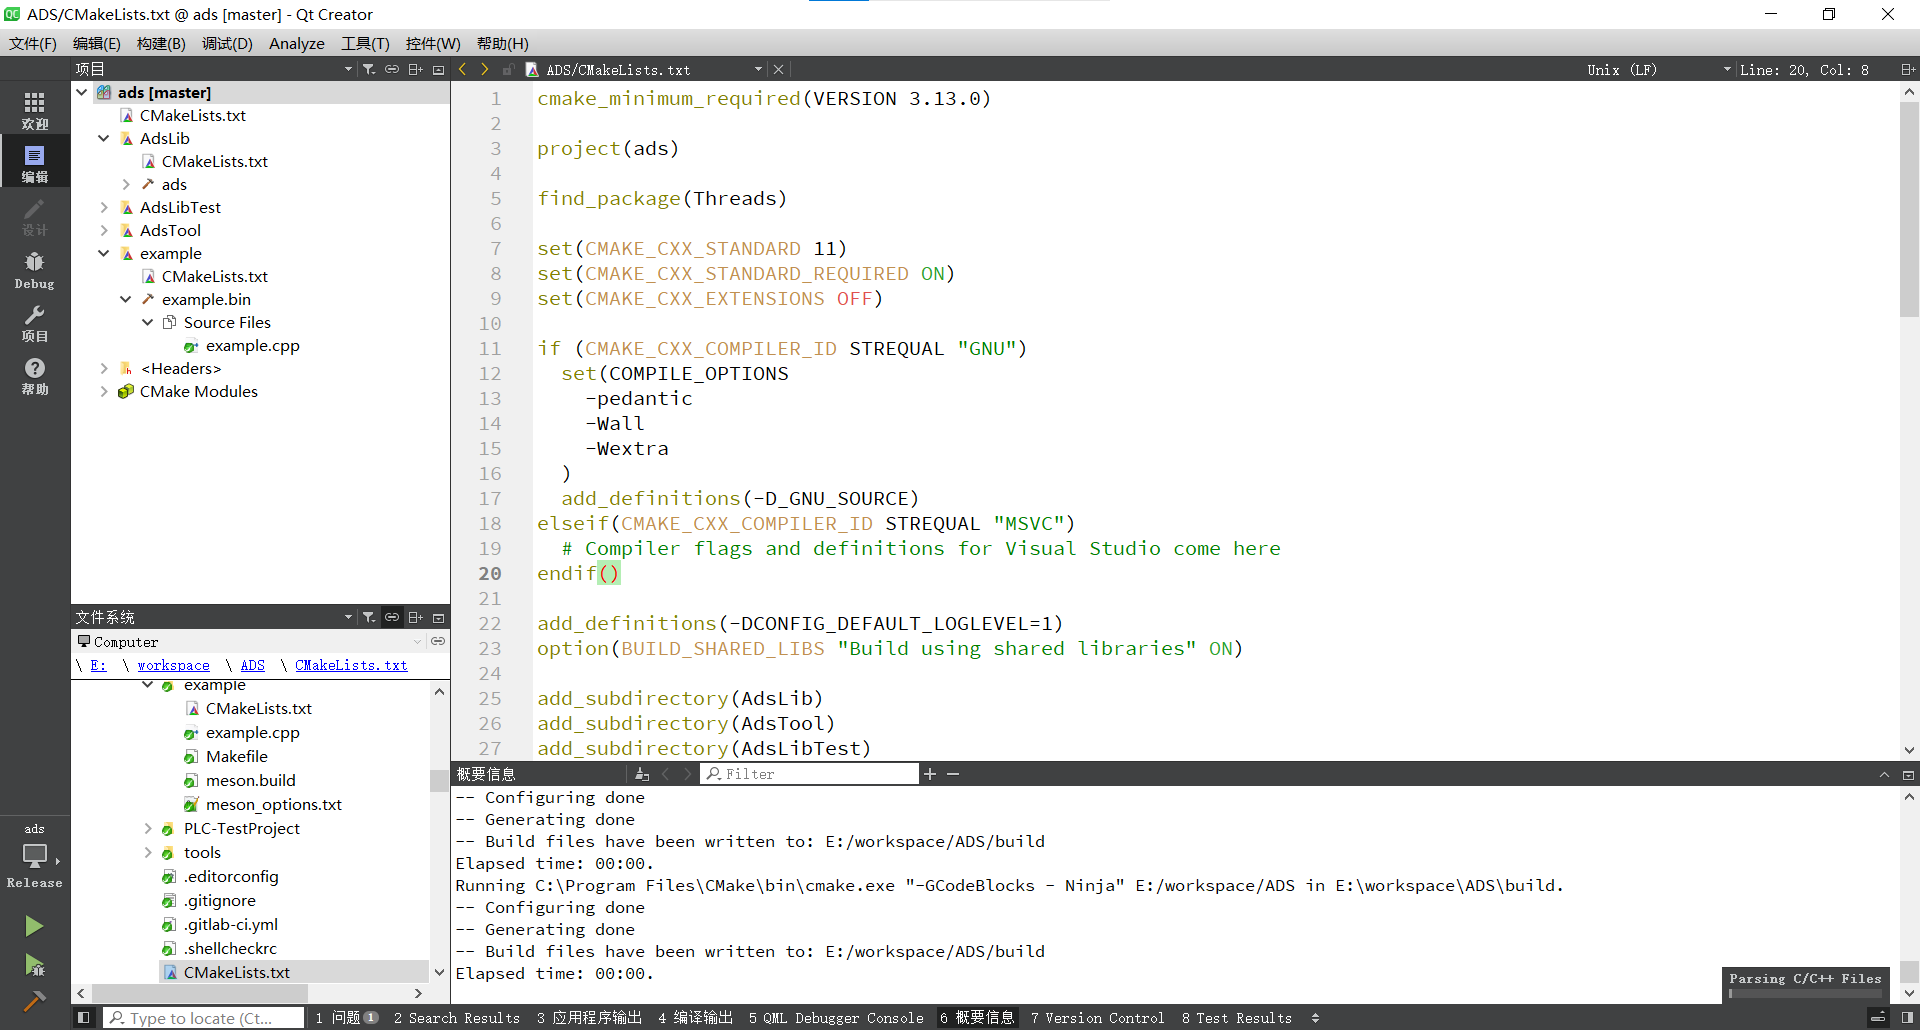 ADS/CMakeLists.txt @ ads [master] - Qt Creator
文件(F) 编辑(E) 构建(B) 调试(D) Analyze 工具(T) 控件(W) 帮助(H)
项目
ADS/CMakeLists.txt
Unix (LF)
Line: 20, Col: 8
欢迎
编辑
设计
Debug
项目
帮助
ads
Release
ads [master]
CMakeLists.txt
AdsLib
CMakeLists.txt
ads
AdsLibTest
AdsTool
example
CMakeLists.txt
example.bin
Source Files
example.cpp
<Headers>
CMake Modules
文件系统
Computer
\ E: \ workspace \ ADS \ CMakeLists.txt
example
CMakeLists.txt
example.cpp
Makefile
meson.build
meson_options.txt
PLC-TestProject
tools
.editorconfig
.gitignore
.gitlab-ci.yml
.shellcheckrc
CMakeLists.txt
1 cmake_minimum_required(VERSION 3.13.0)
2
3 project(ads)
4
5 find_package(Threads)
6
7 set(CMAKE_CXX_STANDARD 11)
8 set(CMAKE_CXX_STANDARD_REQUIRED ON)
9 set(CMAKE_CXX_EXTENSIONS OFF)
10
11 if (CMAKE_CXX_COMPILER_ID STREQUAL "GNU")
12   set(COMPILE_OPTIONS
13     -pedantic
14     -Wall
15     -Wextra
16   )
17   add_definitions(-D_GNU_SOURCE)
18 elseif(CMAKE_CXX_COMPILER_ID STREQUAL "MSVC")
19   # Compiler flags and definitions for Visual Studio come here
20 endif()
21
22 add_definitions(-DCONFIG_DEFAULT_LOGLEVEL=1)
23 option(BUILD_SHARED_LIBS "Build using shared libraries" ON)
24
25 add_subdirectory(AdsLib)
26 add_subdirectory(AdsTool)
27 add_subdirectory(AdsLibTest)
概要信息
Filter
-- Configuring done
-- Generating done
-- Build files have been written to: E:/workspace/ADS/build
Elapsed time: 00:00.
Running C:\Program Files\CMake\bin\cmake.exe "-GCodeBlocks - Ninja" E:/workspace/ADS in E:\workspace\ADS\build.
-- Configuring done
-- Generating done
-- Build files have been written to: E:/workspace/ADS/build
Elapsed time: 00:00.
Parsing C/C++ Files
Type to locate (Ct...
1 问题 1 2 Search Results 3 应用程序输出 4 编译输出 5 QML Debugger Console 6 概要信息 7 Version Control 8 Test Results